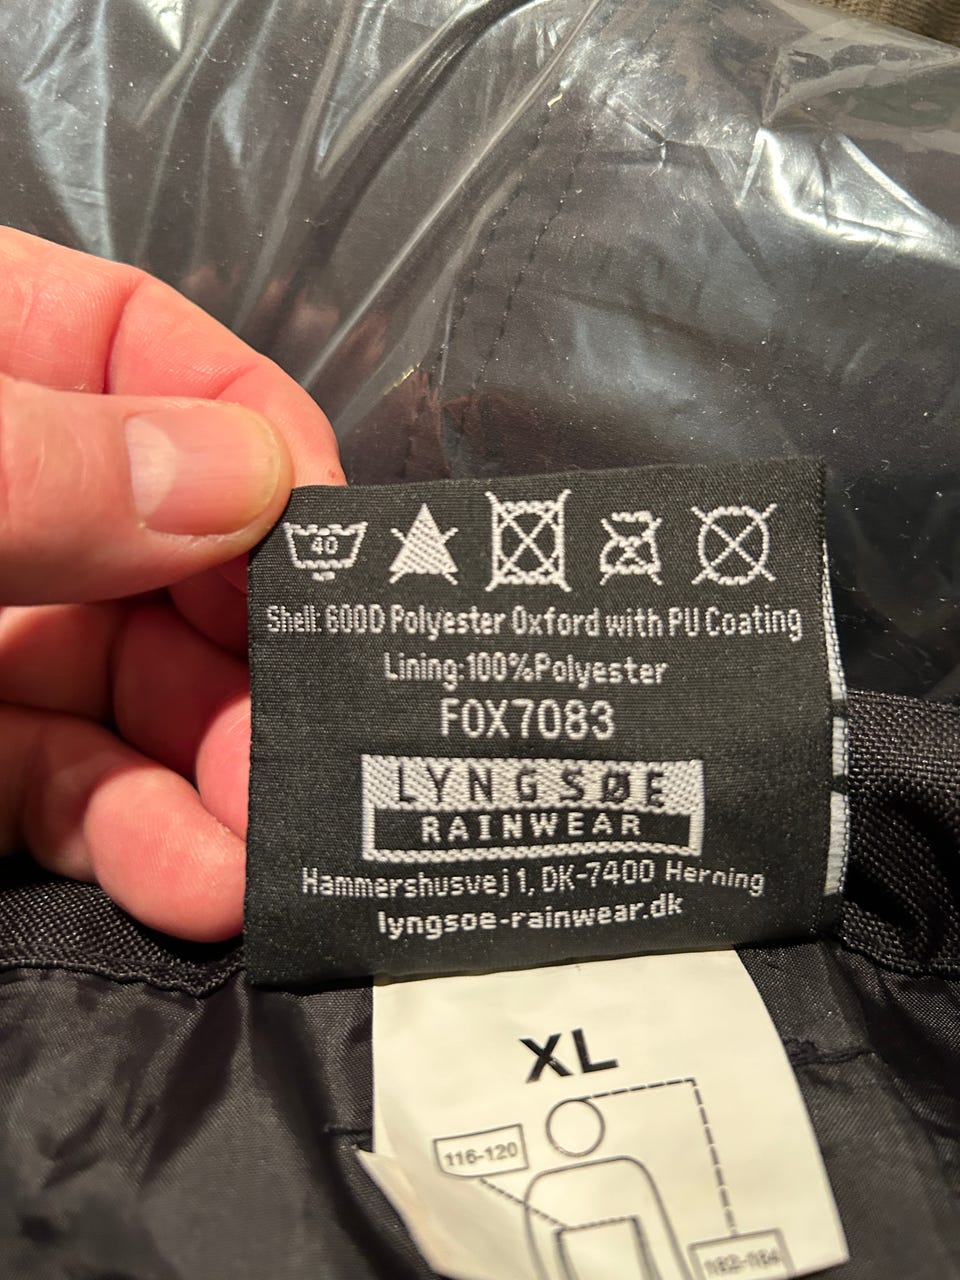 40
Shell: 600D Polyester Oxford with PU Coating
Lining:100%Polyester
FOX7083
LYNGSØE
RAINWEAR
Hammershusvej 1, DK-7400 Herning
lyngsoe-rainwear.dk
XL
116-120